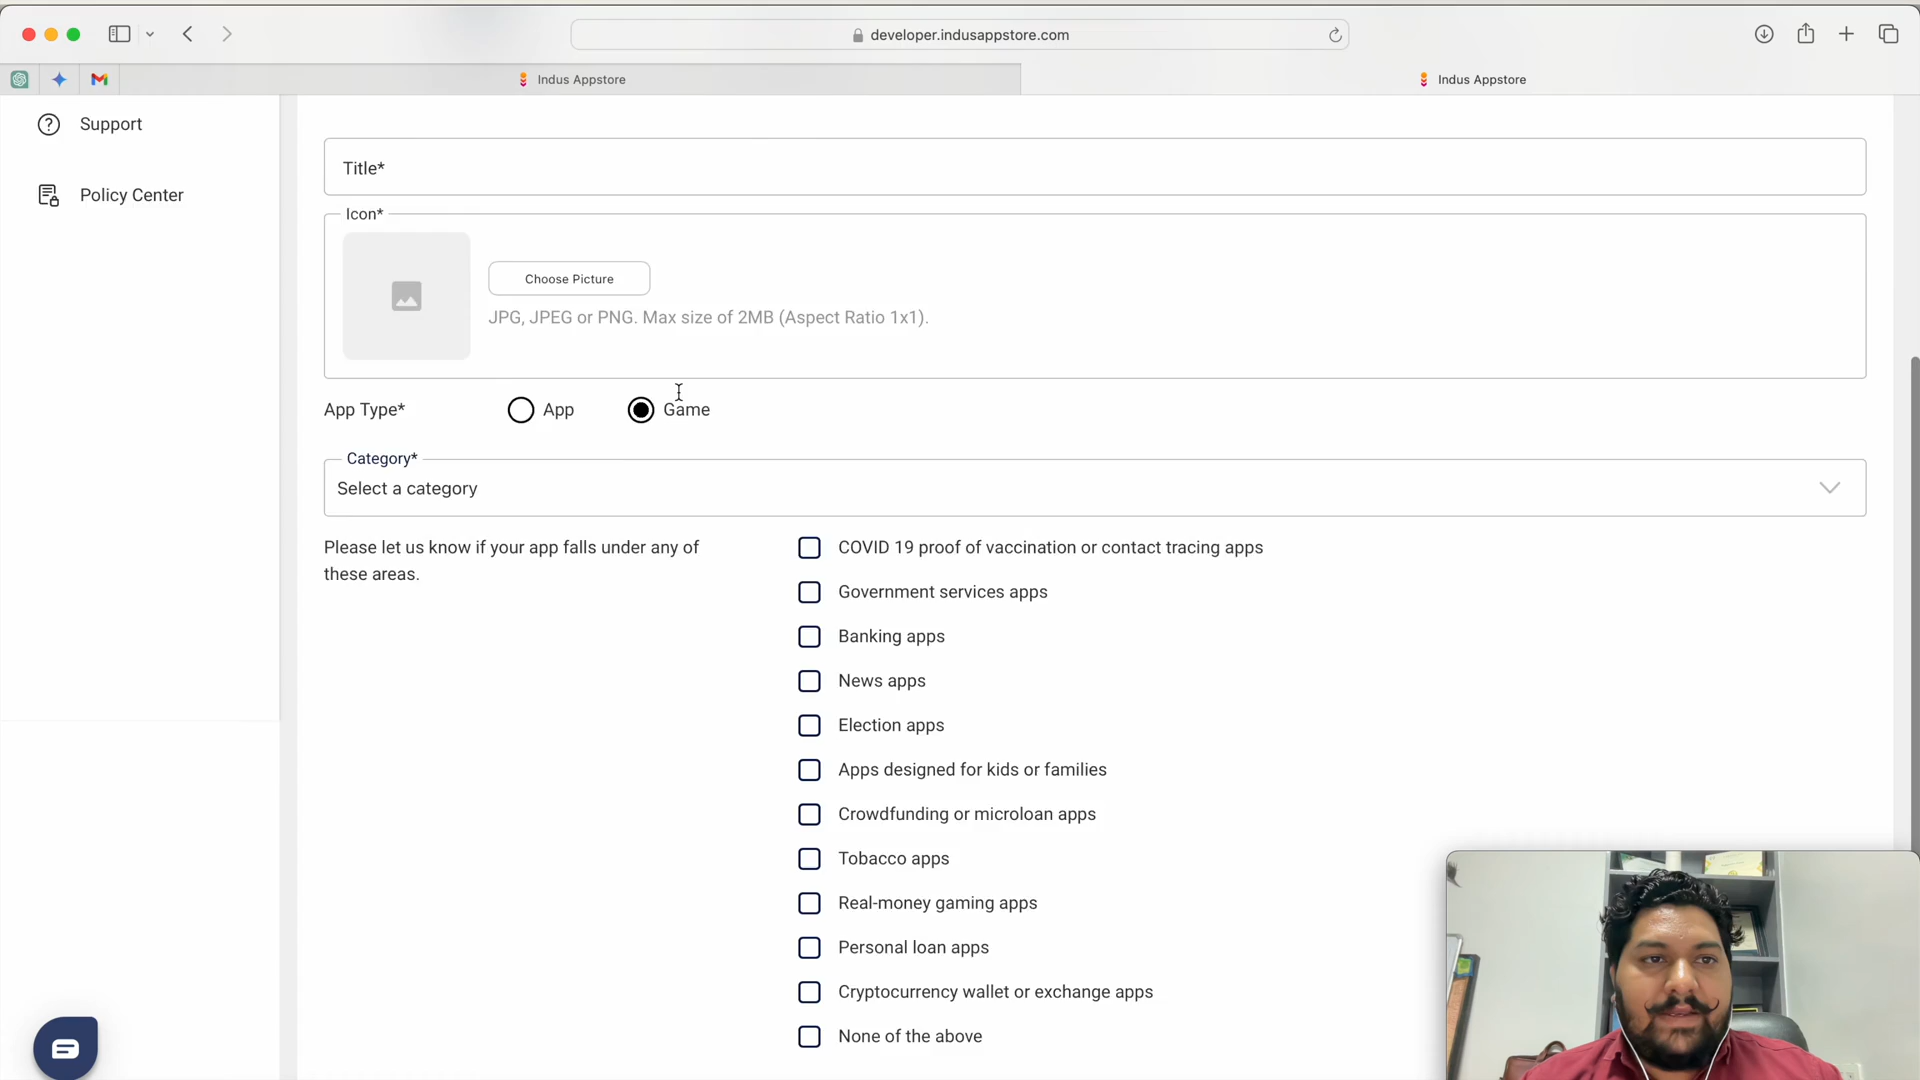 developer.indusappstore.com
Indus Appstore
Indus Appstore
Support
Policy Center
Title*
Icon*
Choose Picture
JPG, JPEG or PNG. Max size of 2MB (Aspect Ratio 1x1).
App Type*
App
Game
Category*
Select a category
Please let us know if your app falls under any of
these areas.
COVID 19 proof of vaccination or contact tracing apps
Government services apps
Banking apps
News apps
Election apps
Apps designed for kids or families
Crowdfunding or microloan apps
Tobacco apps
Real-money gaming apps
Personal loan apps
Cryptocurrency wallet or exchange apps
None of the above